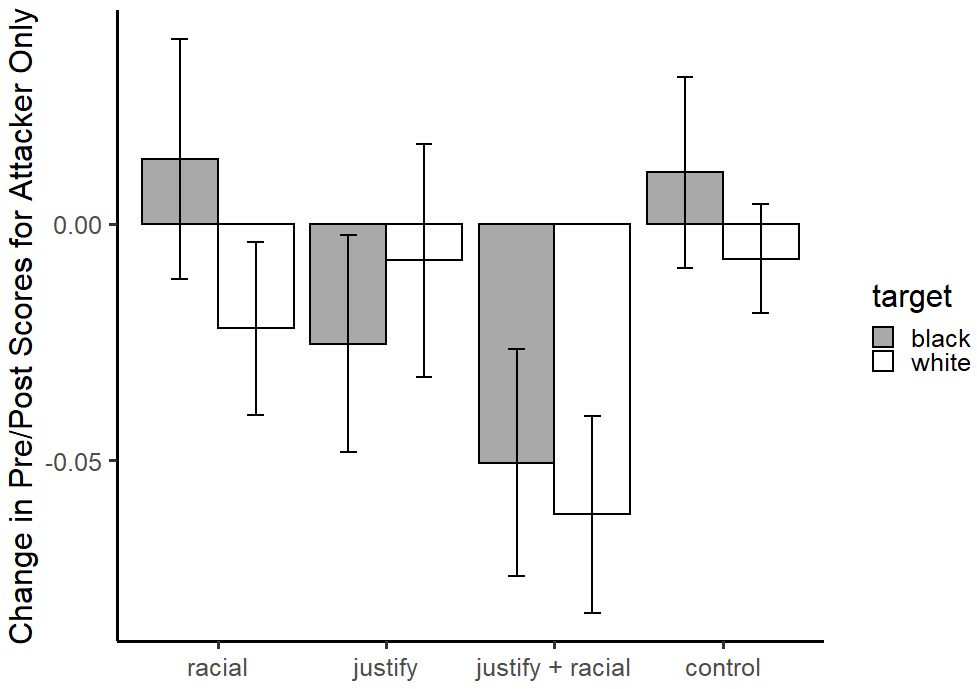 Change in Pre/Post Scores for Attacker Only
0.00
-0.05
racial
justify
justify + racial
control
target
black
white